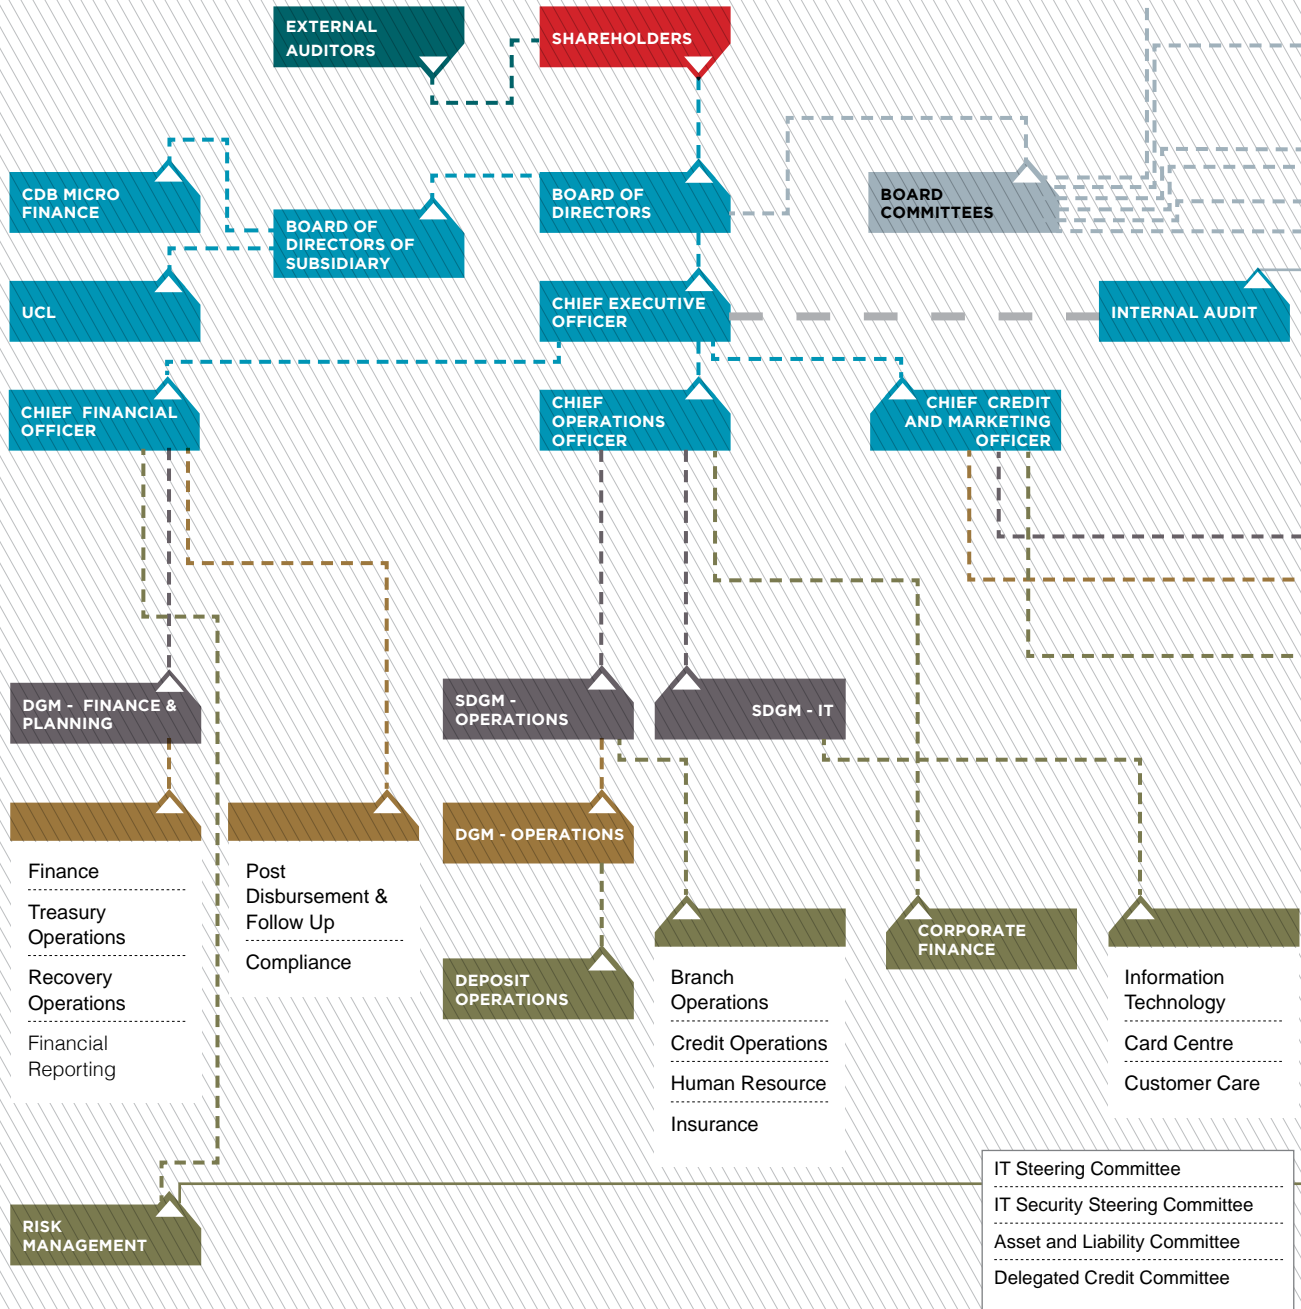 EXTERNAL
AUDITORS
SHAREHOLDERS
CDB MICRO
FINANCE
BOARD OF
DIRECTORS OF
SUBSIDIARY
BOARD OF
DIRECTORS
BOARD
COMMITTEES
UCL
CHIEF EXECUTIVE
OFFICER
INTERNAL AUDIT
CHIEF FINANCIAL
OFFICER
CHIEF
OPERATIONS
OFFICER
CHIEF CREDIT
AND MARKETING
OFFICER
DGM - FINANCE &
PLANNING
SDGM -
OPERATIONS
SDGM - IT
DGM - OPERATIONS
Finance
Treasury
Operations
Recovery
Operations
Financial
Reporting
Post
Disbursement &
Follow Up
Compliance
DEPOSIT
OPERATIONS
Branch
Operations
Credit Operations
Human Resource
Insurance
CORPORATE
FINANCE
Information
Technology
Card Centre
Customer Care
RISK
MANAGEMENT
IT Steering Committee
IT Security Steering Committee
Asset and Liability Committee
Delegated Credit Committee